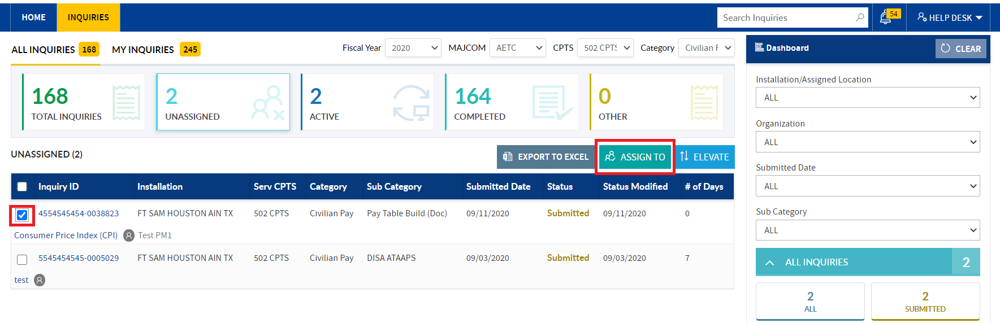 HOME INQUIRIES Search Inquiries 54 HELP DESK
ALL INQUIRIES 168 MY INQUIRIES 245 Fiscal Year 2020 MAJCOM AETC CPTS 502 CPTS Category Civilian F
168 TOTAL INQUIRIES
2 UNASSIGNED
2 ACTIVE
164 COMPLETED
0 OTHER
UNASSIGNED (2) EXPORT TO EXCEL ASSIGN TO ELEVATE
Inquiry ID Installation Serv CPTS Category Sub Category Submitted Date Status Status Modified # of Days
4554545454-0038823 FT SAM HOUSTON AIN TX 502 CPTS Civilian Pay Pay Table Build (Doc) 09/11/2020 Submitted 09/11/2020 0
Consumer Price Index (CPI) Test PM1
5545454545-0005029 FT SAM HOUSTON AIN TX 502 CPTS Civilian Pay DISA ATAAPS 09/03/2020 Submitted 09/03/2020 7
test
Dashboard CLEAR
Installation/Assigned Location
ALL
Organization
ALL
Submitted Date
ALL
Sub Category
ALL
ALL INQUIRIES 2
2 ALL
2 SUBMITTED